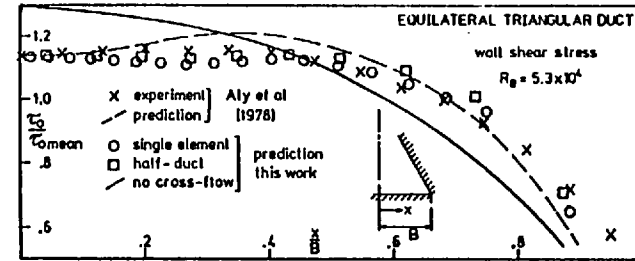 EQUILATERAL TRIANGULAR DUCT
wall shear stress
Re = 5.3x10⁴
1.2
1.0
.8
.6
τ/τmean
x experiment
prediction
Aly et al
(1978)
o single element
□ half-duct
no cross-flow
prediction
this work
x
B
.2
.4
.6
.8
x
B